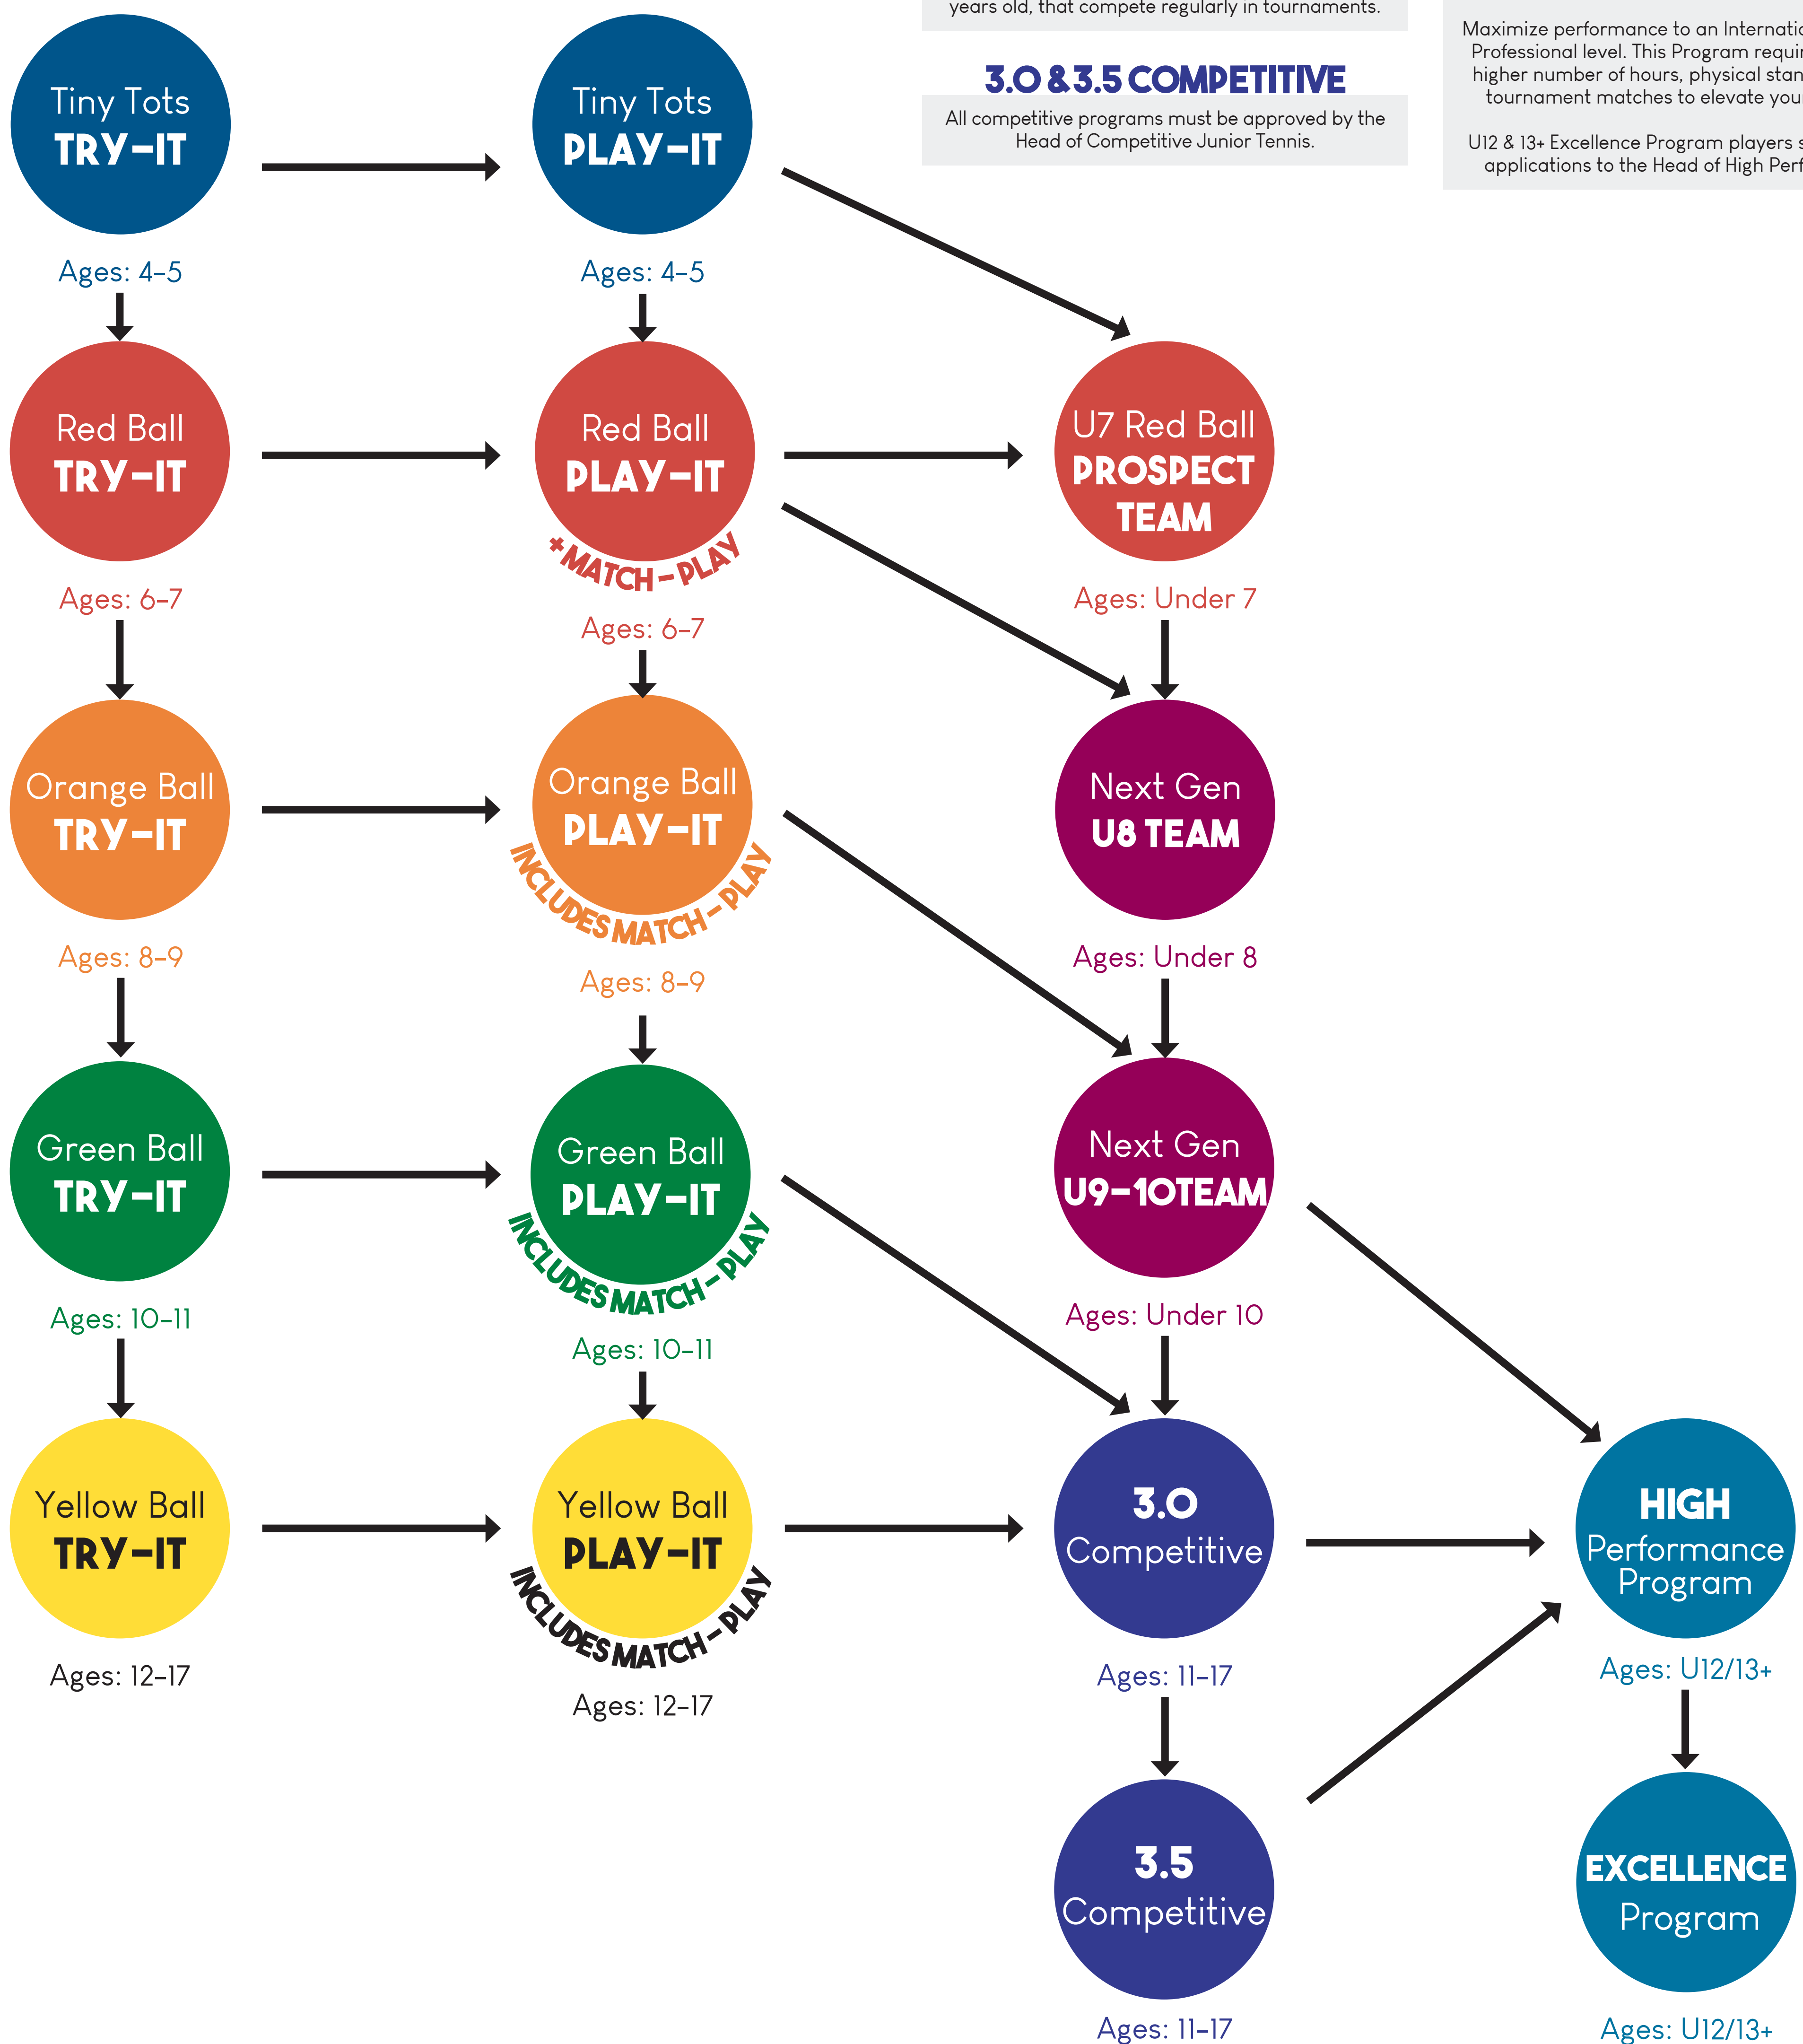 years old, that compete regularly in tournaments.
3.0 & 3.5 COMPETITIVE
All competitive programs must be approved by the
Head of Competitive Junior Tennis.
Maximize performance to an
Professional level. This Program
higher number of hours, physical
tournament matches to elevate
U12 & 13+ Excellence Program players
applications to the Head of High
Tiny Tots
TRY-IT
Ages: 4-5
Tiny Tots
PLAY-IT
Ages: 4-5
Red Ball
TRY-IT
Ages: 6-7
Red Ball
PLAY-IT
+MATCH-PLAY
Ages: 6-7
U7 Red Ball
PROSPECT
TEAM
Ages: Under 7
Orange Ball
TRY-IT
Ages: 8-9
Orange Ball
PLAY-IT
INCLUDES MATCH-PLAY
Ages: 8-9
Next Gen
U8 TEAM
Ages: Under 8
Green Ball
TRY-IT
Ages: 10-11
Green Ball
PLAY-IT
INCLUDES MATCH-PLAY
Ages: 10-11
Next Gen
U9-10TEAM
Ages: Under 10
Yellow Ball
TRY-IT
Ages: 12-17
Yellow Ball
PLAY-IT
INCLUDES MATCH-PLAY
Ages: 12-17
3.0
Competitive
Ages: 11-17
HIGH
Performance
Program
Ages: U12/13+
3.5
Competitive
Ages: 11-17
EXCELLENCE
Program
Ages: U12/13+